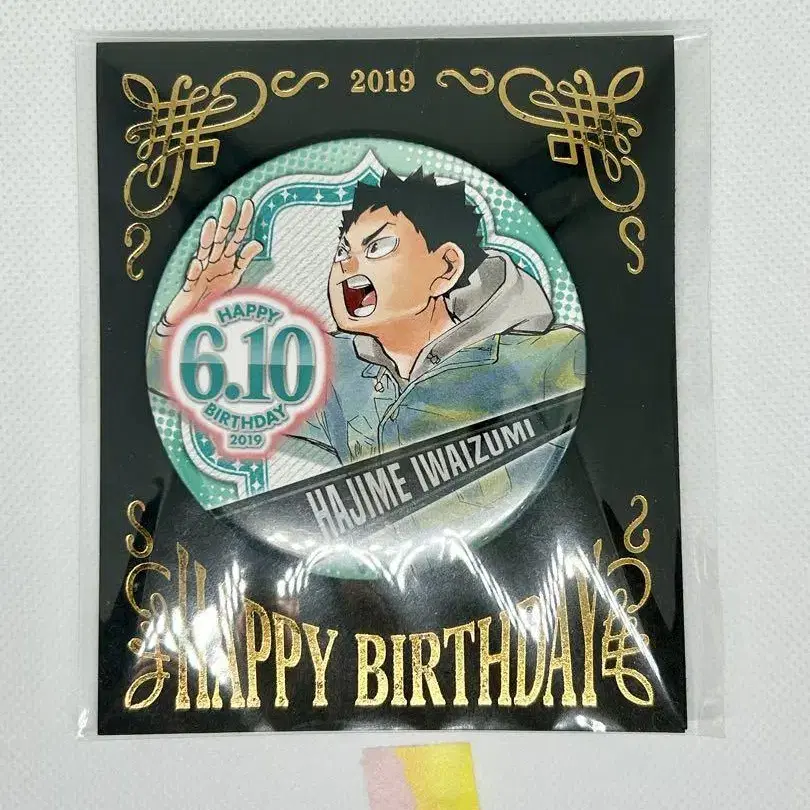 2019
HAPPY
6.10
BIRTHDAY
2019
HAJIME IWAIZUMI
HAPPY BIRTHDAY